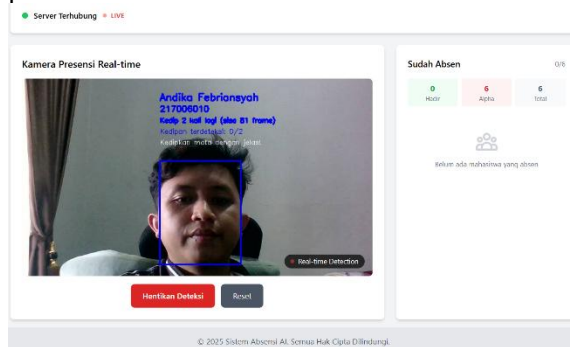 Server Terhubung LIVE
Kamera Presensi Real-time
Andika Febriansyah
217006010
Kedip 2 kali lagi (sisa 81 frame)
Kedipan terdeteksi: 0/2
Kedipkan mata dengan jelas!
Real-time Detection
Hentikan Deteksi
Reset
Sudah Absen
0/6
0
6
6
Hadir
Alpha
Total
Belum ada mahasiswa yang absen
© 2025 Sistem Absensi AI. Semua Hak Cipta Dilindungi.